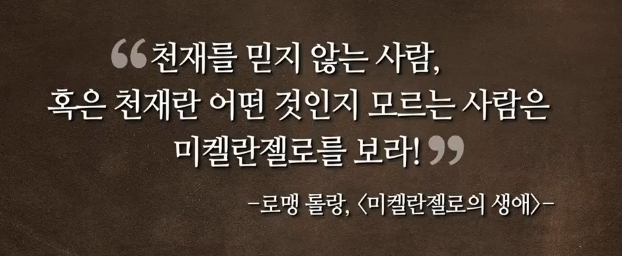 “천재를 믿지 않는 사람,
혹은 천재란 어떤 것인지 모르는 사람은
미켈란젤로를 보라!”
-로맹 롤랑, <미켈란젤로의 생애>-